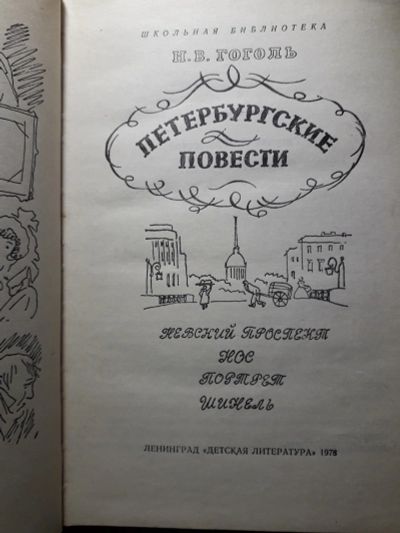 ШКОЛЬНАЯ БИБЛИОТЕКА
Н. В. ГОГОЛЬ
ПЕТЕРБУРГСКИЕ
ПОВЕСТИ
НЕВСКИЙ ПРОСПЕКТ
НОС
ПОРТРЕТ
ШИНЕЛЬ
ЛЕНИНГРАД «ДЕТСКАЯ ЛИТЕРАТУРА» 1978